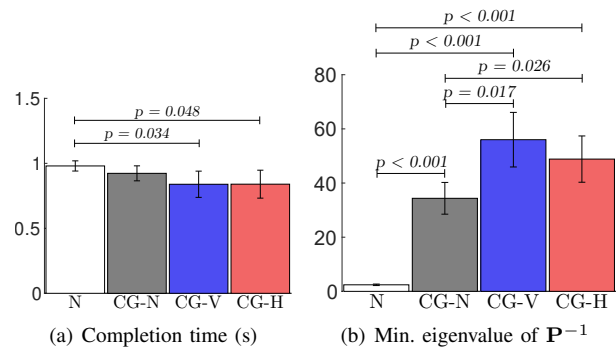 p = 0.048
p = 0.034
1.5
1
0.5
0
N CG-N CG-V CG-H
(a) Completion time (s)
p < 0.001
p < 0.001
p = 0.026
p = 0.017
p < 0.001
80
60
40
20
0
N CG-N CG-V CG-H
(b) Min. eigenvalue of P⁻¹